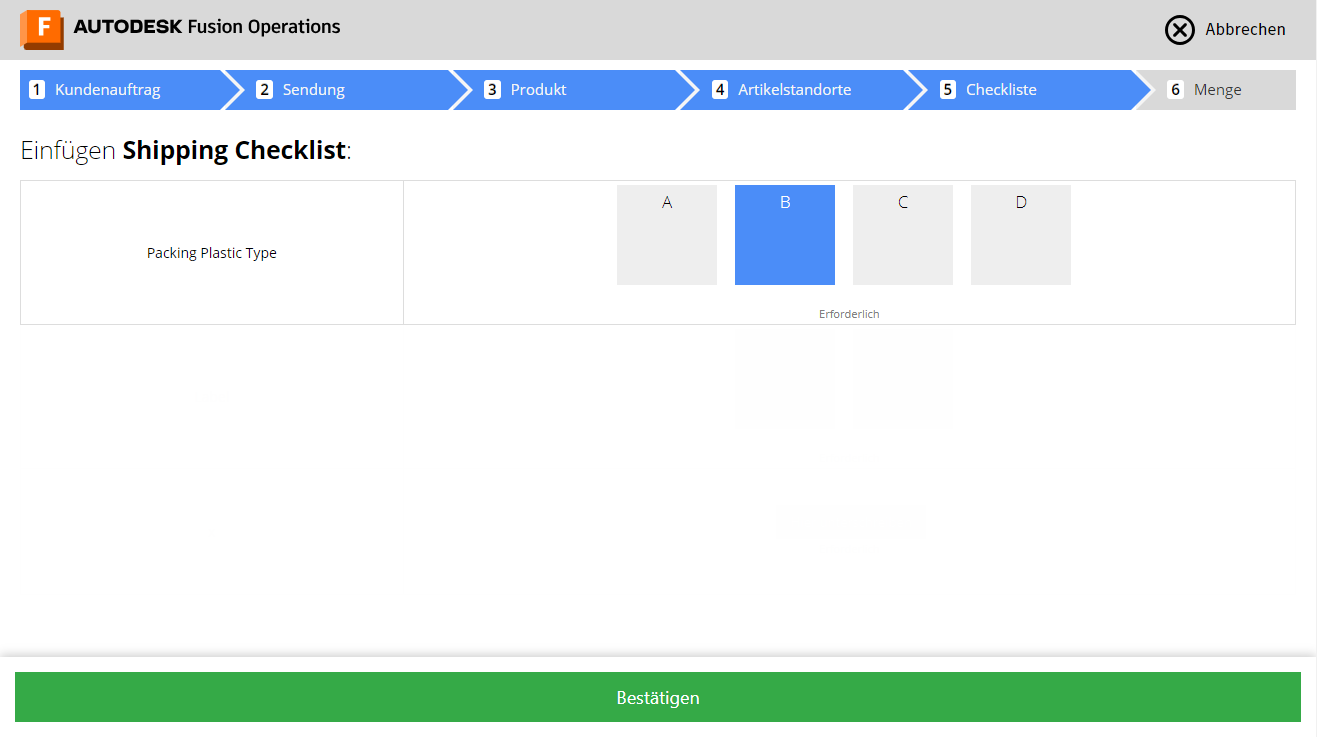 F AUTODESK Fusion Operations
Abbrechen
1 Kundenauftrag
2 Sendung
3 Produkt
4 Artikelstandorte
5 Checkliste
6 Menge
Einfügen Shipping Checklist:
Packing Plastic Type
A
B
C
D
Erforderlich
Bestätigen